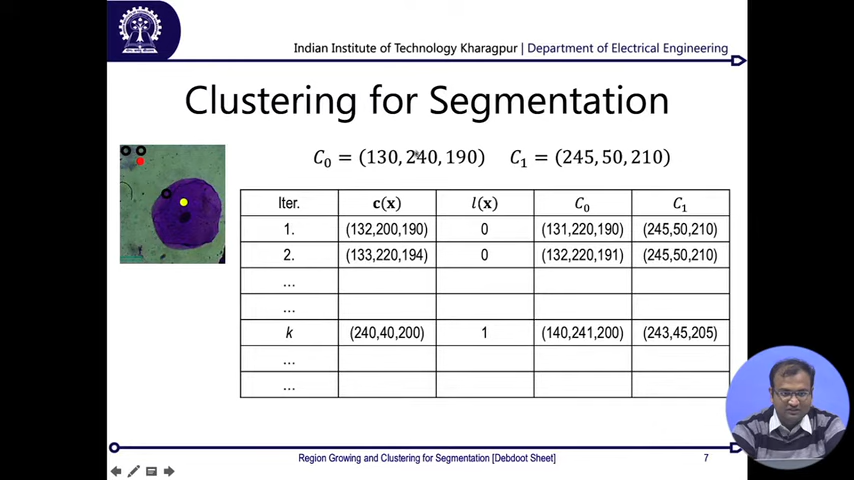 Indian Institute of Technology Kharagpur | Department of Electrical Engineering
Clustering for Segmentation
C₀ = (130, 240, 190) C₁ = (245, 50, 210)
Iter. c(x) l(x) C₀ C₁
1. (132,200,190) 0 (131,220,190) (245,50,210)
2. (133,220,194) 0 (132,220,191) (245,50,210)
...
...
k (240,40,200) 1 (140,241,200) (243,45,205)
...
...
Region Growing and Clustering for Segmentation [Debdoot Sheet] 7